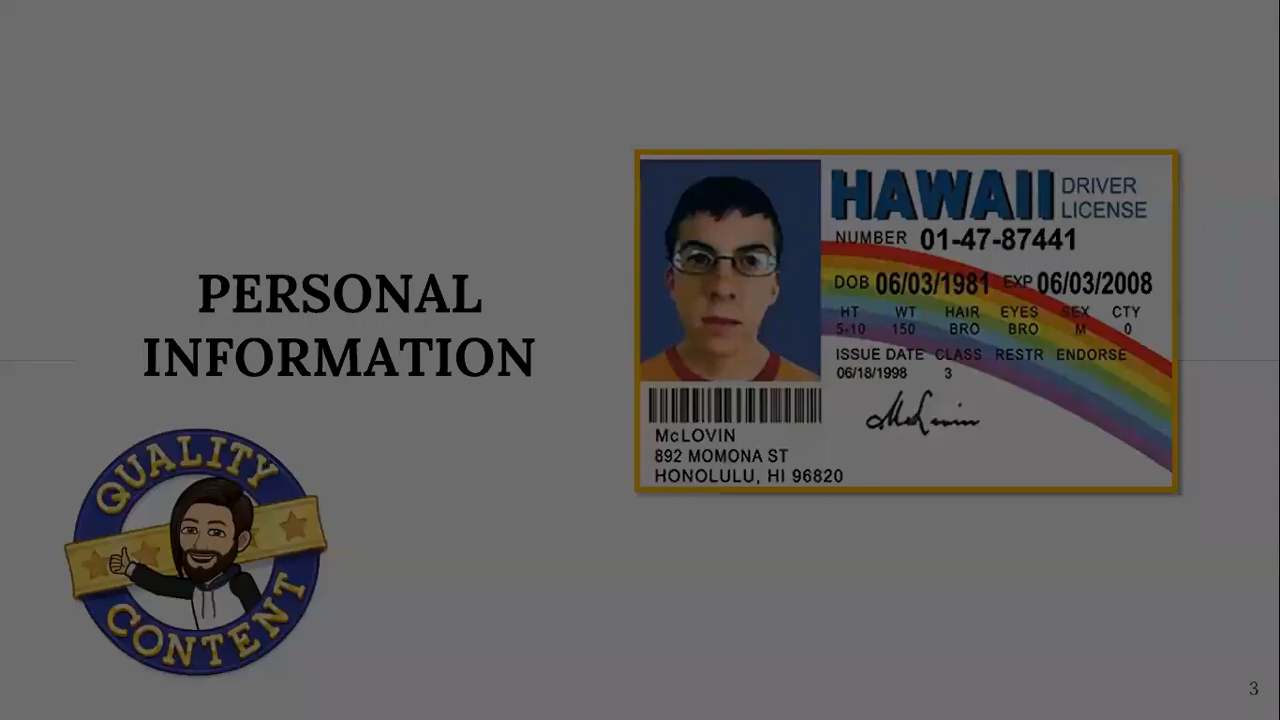 PERSONAL
INFORMATION
QUALITY
CONTENT
HAWAII DRIVER
LICENSE
NUMBER 01-47-87441
DOB 06/03/1981 EXP 06/03/2008
HT WT HAIR EYES SEX CTY
5-10 150 BRO BRO M 0
ISSUE DATE CLASS RESTR ENDORSE
06/18/1998 3
McLovin
McLOVIN
892 MOMONA ST
HONOLULU, HI 96820
3